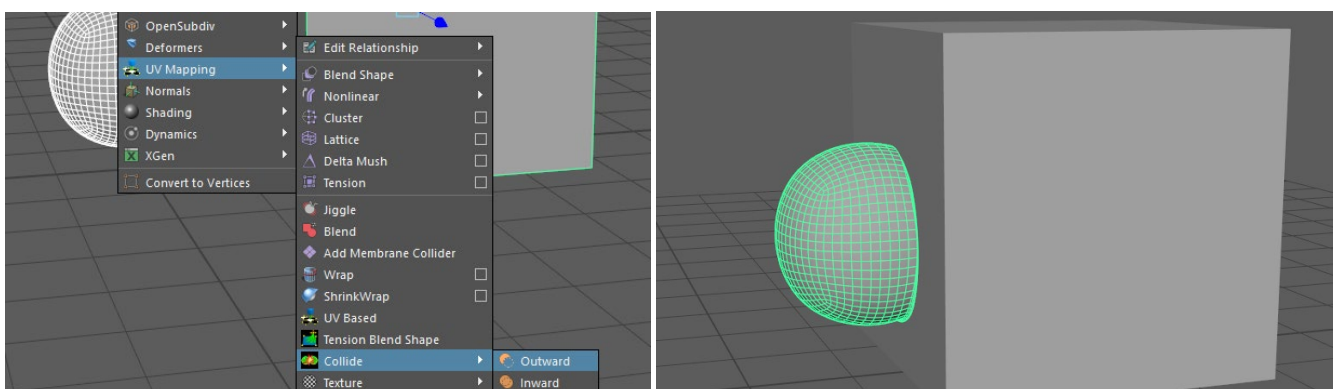 OpenSubdiv
Deformers
UV Mapping
Normals
Shading
Dynamics
XGen
Convert to Vertices
Edit Relationship
Blend Shape
Nonlinear
Cluster
Lattice
Delta Mush
Tension
Jiggle
Blend
Add Membrane Collider
Wrap
ShrinkWrap
UV Based
Tension Blend Shape
Collide
Texture
Outward
Inward